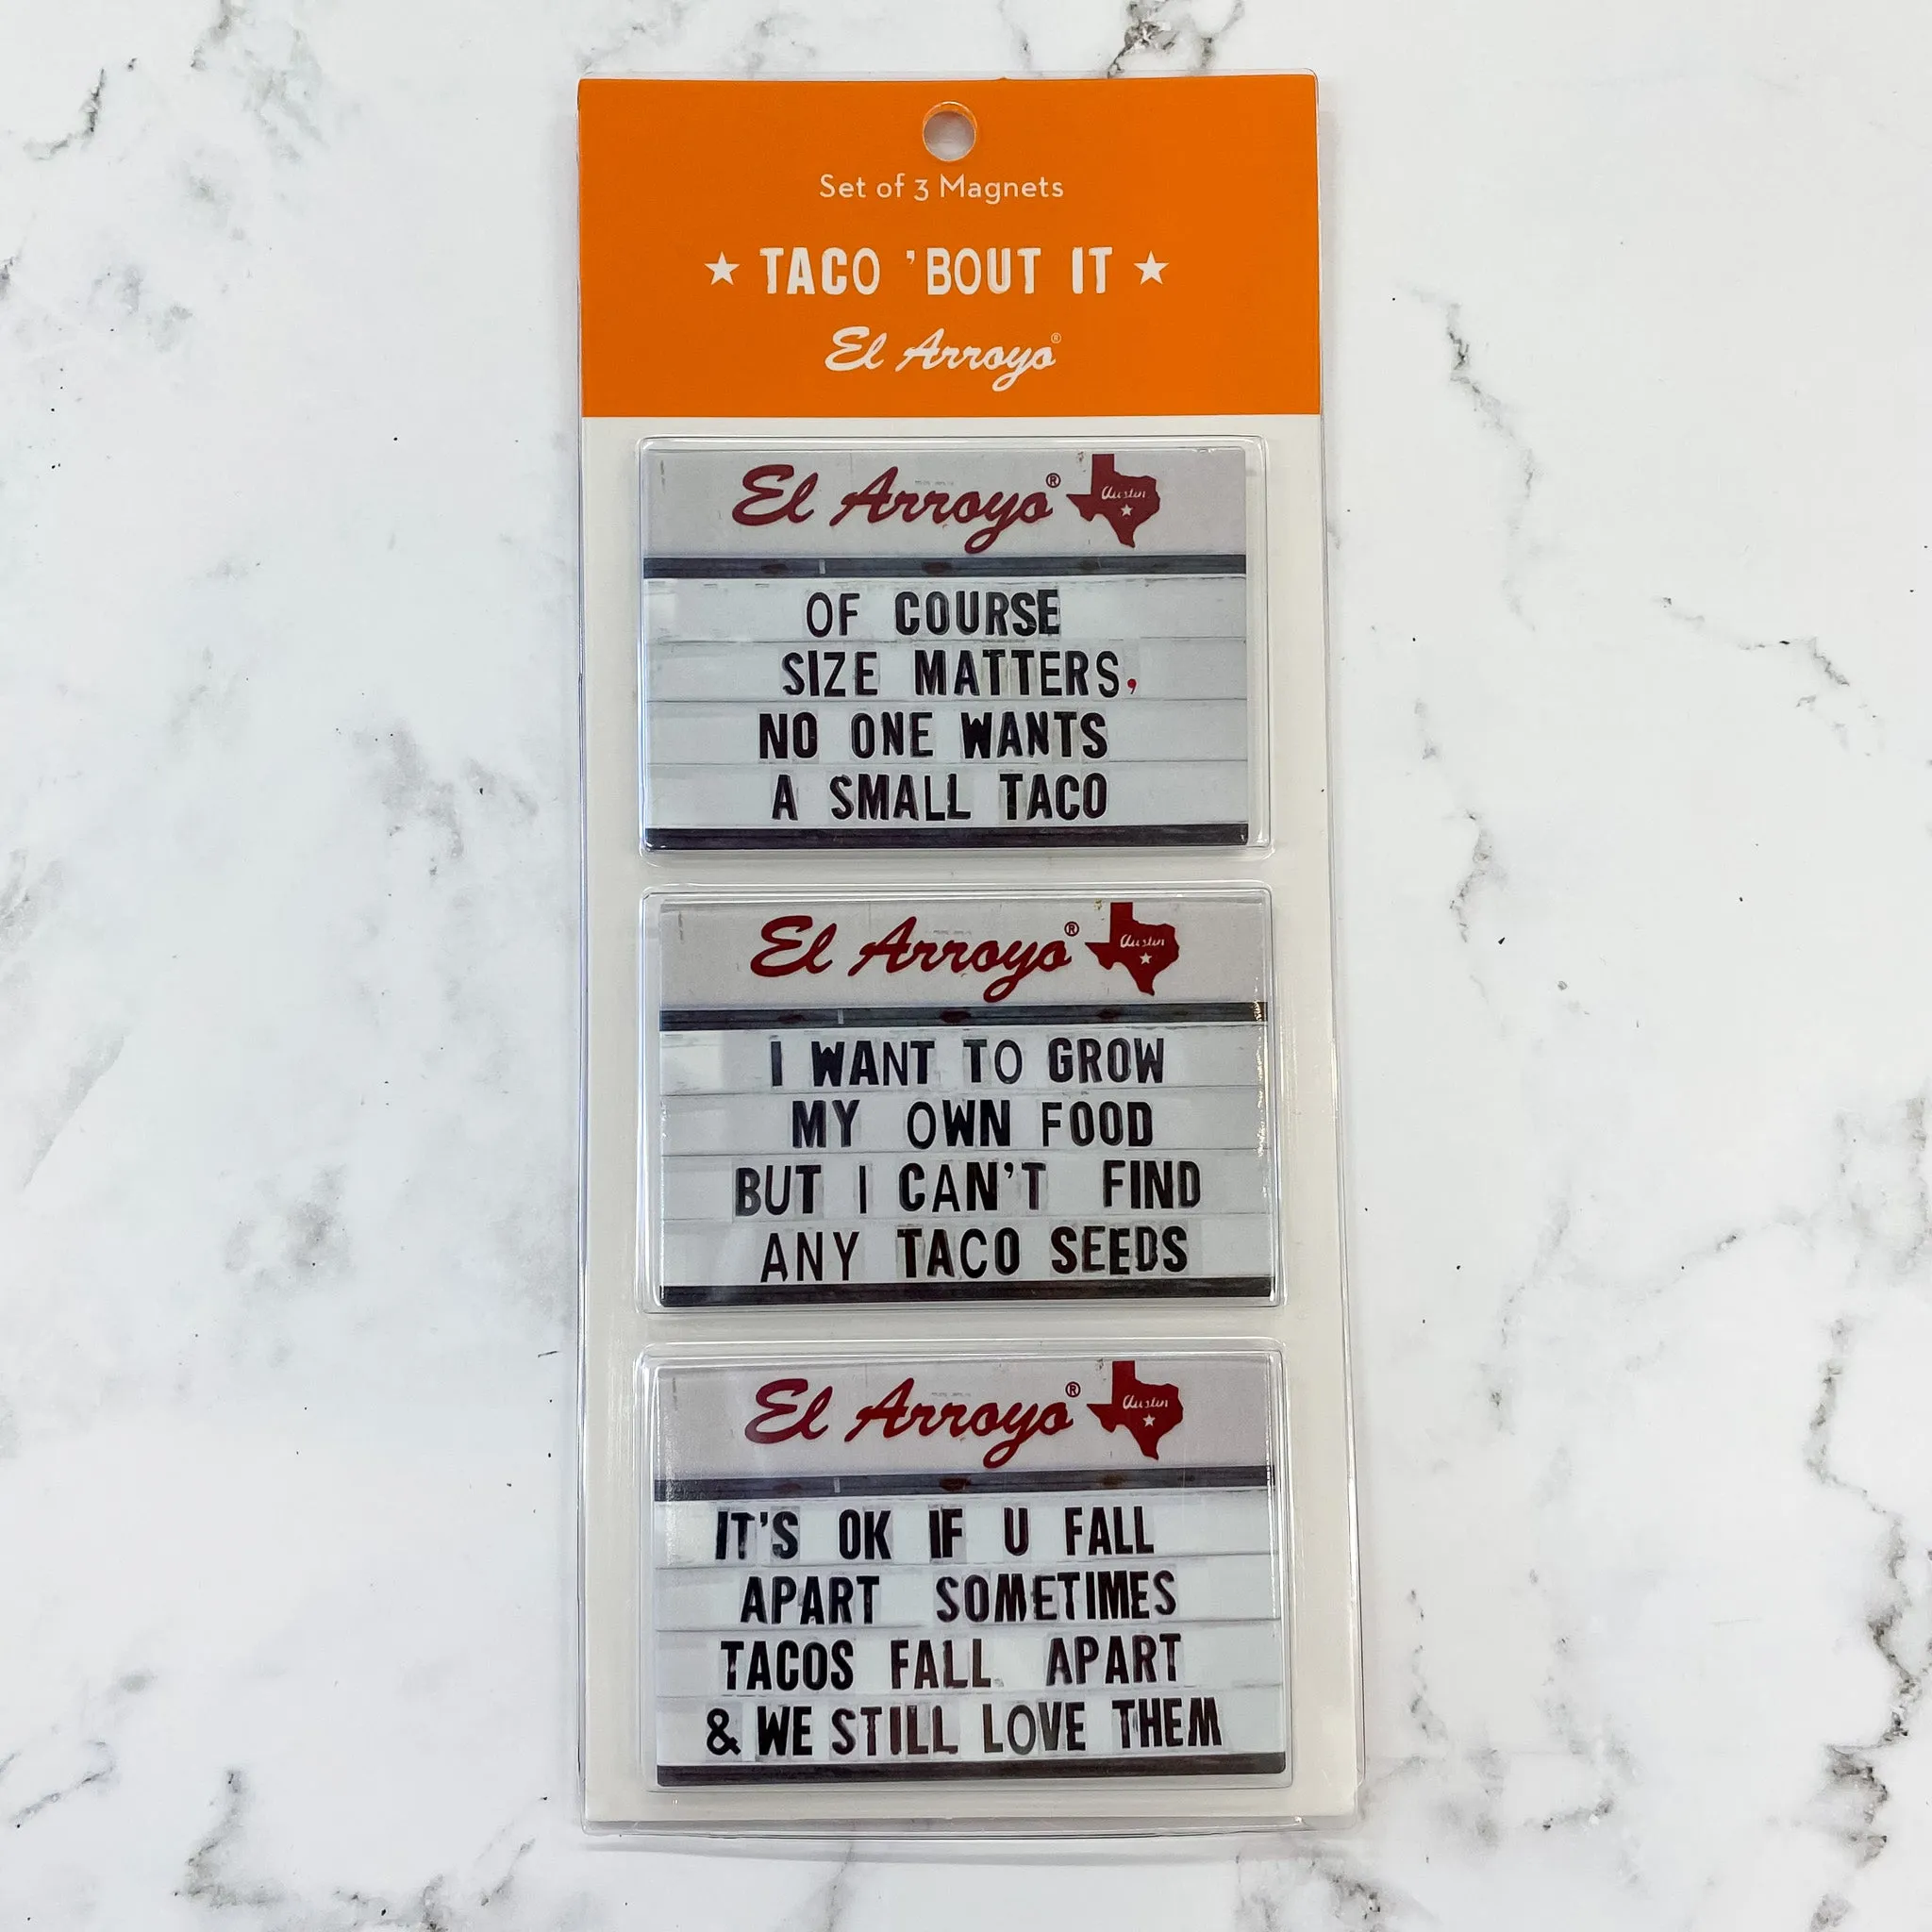 Set of 3 Magnets
★ TACO 'BOUT IT ★
El Arroyo®
El Arroyo® Austin
OF COURSE
SIZE MATTERS,
NO ONE WANTS
A SMALL TACO
El Arroyo® Austin
I WANT TO GROW
MY OWN FOOD
BUT I CAN'T FIND
ANY TACO SEEDS
El Arroyo® Austin
IT'S OK IF U FALL
APART SOMETIMES
TACOS FALL APART
& WE STILL LOVE THEM